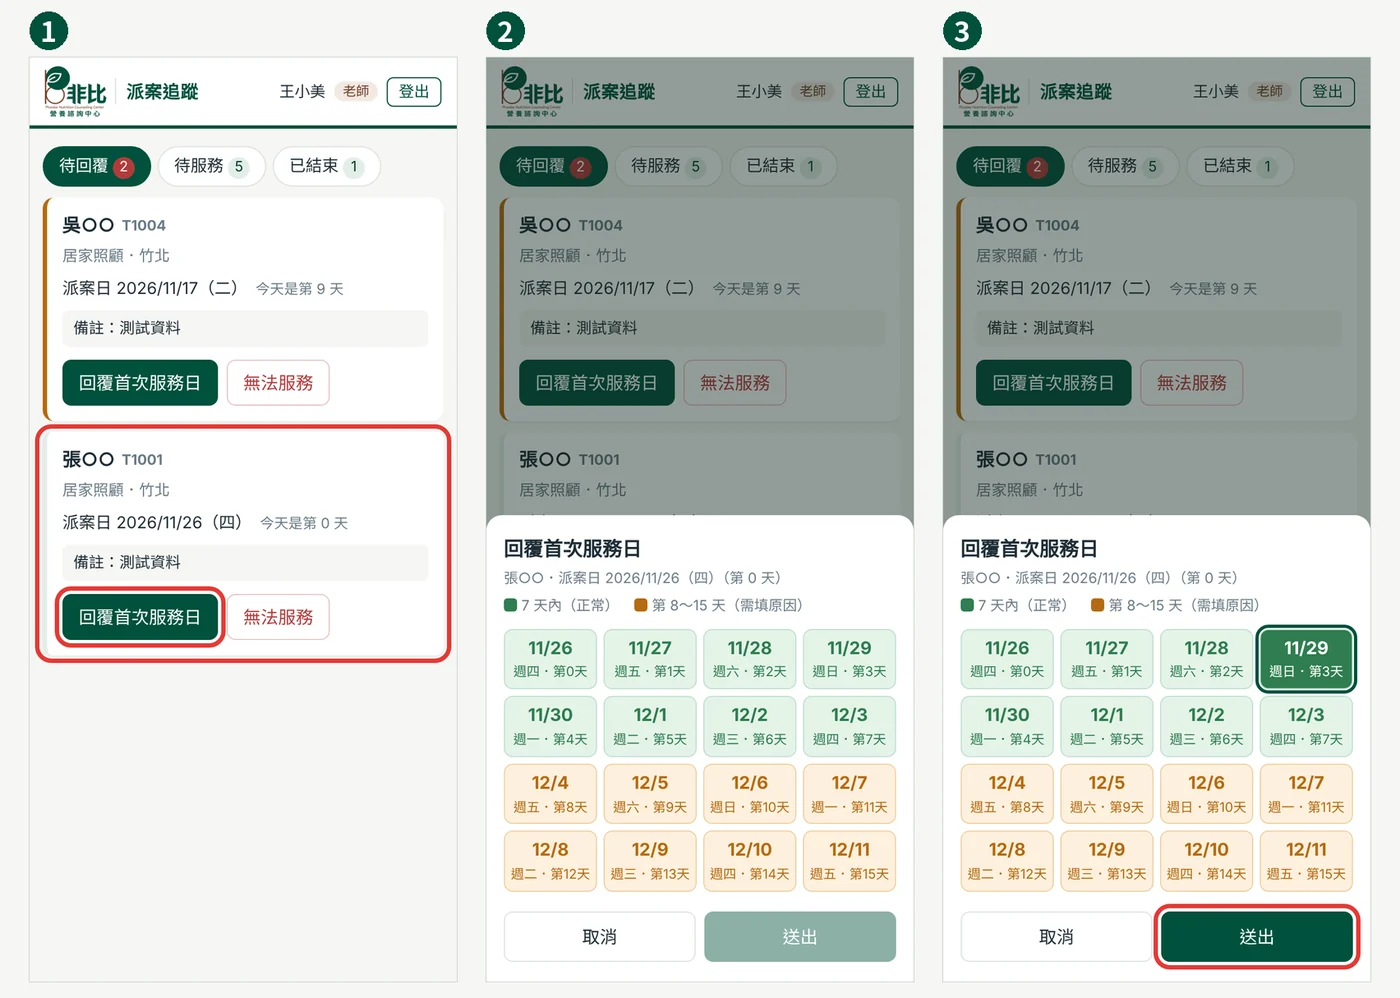 1
非比
Phoebe Nutrition Counseling Center
營養諮詢中心
派案追蹤
王小美 老師 登出
待回覆 2 待服務 5 已結束 1
吳○○ T1004
居家照顧・竹北
派案日 2026/11/17（二） 今天是第 9 天
備註：測試資料
回覆首次服務日 無法服務
張○○ T1001
居家照顧・竹北
派案日 2026/11/26（四） 今天是第 0 天
備註：測試資料
回覆首次服務日 無法服務
2
非比
營養諮詢中心
派案追蹤
王小美 老師 登出
待回覆 2 待服務 5 已結束 1
吳○○ T1004
居家照顧・竹北
派案日 2026/11/17（二） 今天是第 9 天
備註：測試資料
回覆首次服務日 無法服務
張○○ T1001
居家照顧・竹北
回覆首次服務日
張○○・派案日 2026/11/26（四）（第 0 天）
7 天內（正常） 第 8～15 天（需填原因）
11/26 11/27 11/28 11/29
週四・第0天 週五・第1天 週六・第2天 週日・第3天
11/30 12/1 12/2 12/3
週一・第4天 週二・第5天 週三・第6天 週四・第7天
12/4 12/5 12/6 12/7
週五・第8天 週六・第9天 週日・第10天 週一・第11天
12/8 12/9 12/10 12/11
週二・第12天 週三・第13天 週四・第14天 週五・第15天
取消 送出
3
非比
營養諮詢中心
派案追蹤
王小美 老師 登出
待回覆 2 待服務 5 已結束 1
吳○○ T1004
居家照顧・竹北
派案日 2026/11/17（二） 今天是第 9 天
備註：測試資料
回覆首次服務日 無法服務
張○○ T1001
居家照顧・竹北
回覆首次服務日
張○○・派案日 2026/11/26（四）（第 0 天）
7 天內（正常） 第 8～15 天（需填原因）
11/26 11/27 11/28 11/29
週四・第0天 週五・第1天 週六・第2天 週日・第3天
11/30 12/1 12/2 12/3
週一・第4天 週二・第5天 週三・第6天 週四・第7天
12/4 12/5 12/6 12/7
週五・第8天 週六・第9天 週日・第10天 週一・第11天
12/8 12/9 12/10 12/11
週二・第12天 週三・第13天 週四・第14天 週五・第15天
取消 送出